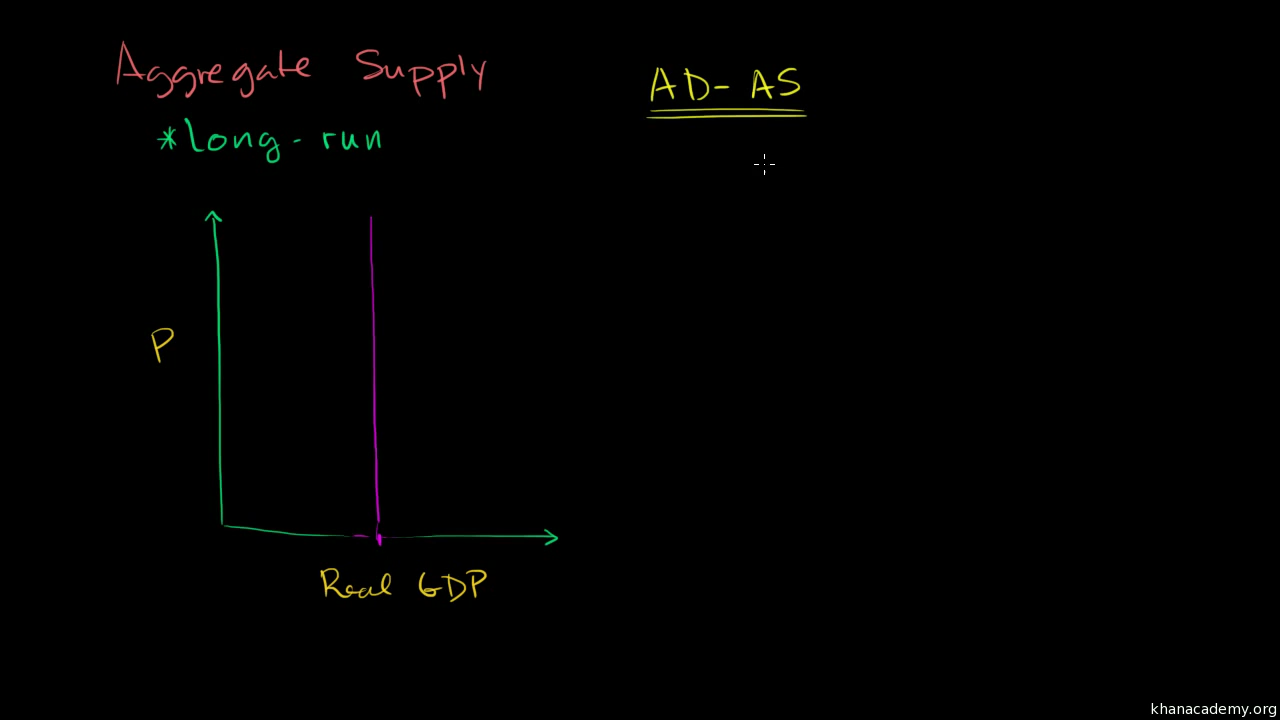 Aggregate Supply
*long-run
AD-AS
P
Real GDP
khanacademy.org